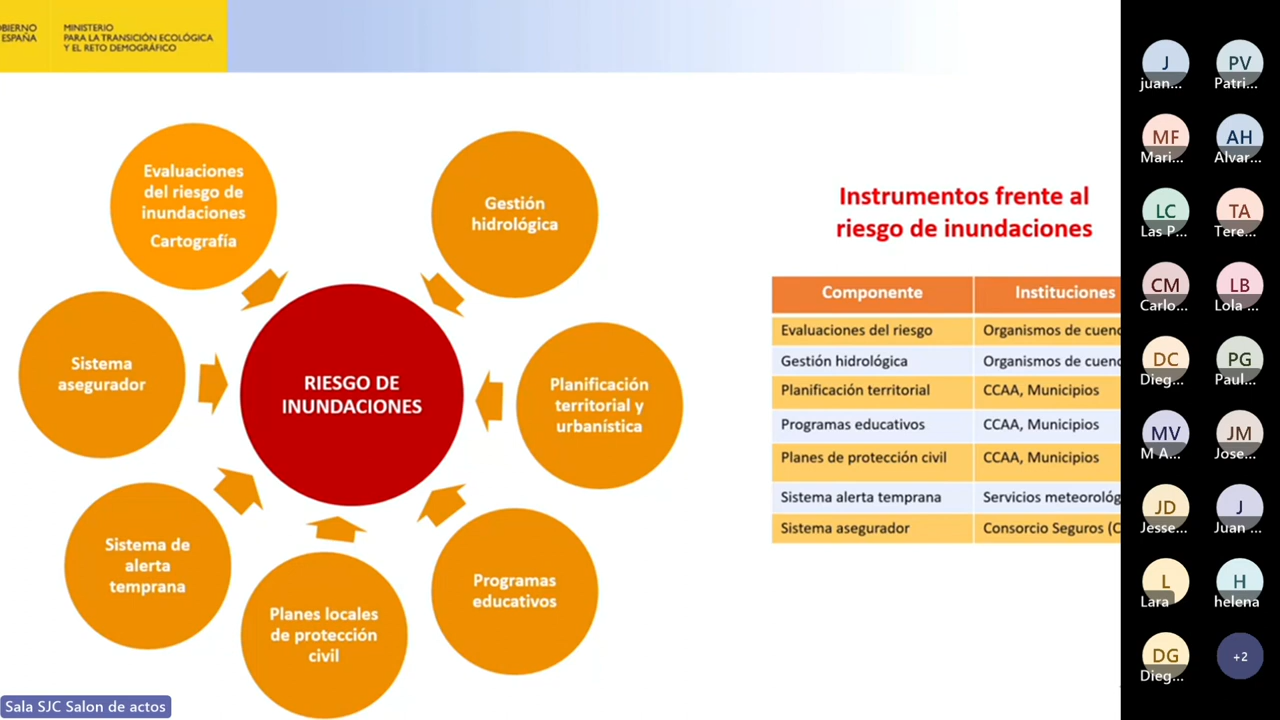 OBIERNO
ESPAÑA
MINISTERIO
PARA LA TRANSICIÓN ECOLÓGICA
Y EL RETO DEMOGRÁFICO
Evaluaciones
del riesgo de
inundaciones
Cartografía
Gestión
hidrológica
Sistema
asegurador
RIESGO DE
INUNDACIONES
Planificación
territorial y
urbanística
Sistema de
alerta
temprana
Planes locales
de protección
civil
Programas
educativos
Instrumentos frente al
riesgo de inundaciones
Componente Instituciones
Evaluaciones del riesgo Organismos de cuenc
Gestión hidrológica Organismos de cuenc
Planificación territorial CCAA, Municipios
Programas educativos CCAA, Municipios
Planes de protección civil CCAA, Municipios
Sistema alerta temprana Servicios meteorológ
Sistema asegurador Consorcio Seguros (C
Sala SJC Salon de actos
J PV
juan... Patri...
MF AH
Mari... Alvar...
LC TA
Las P... Tere...
CM LB
Carlo... Lola ...
DC PG
Dieg... Paul...
MV JM
M A... Jose...
JD J
Jesse... Juan ...
L H
Lara helena
DG +2
Dieg...